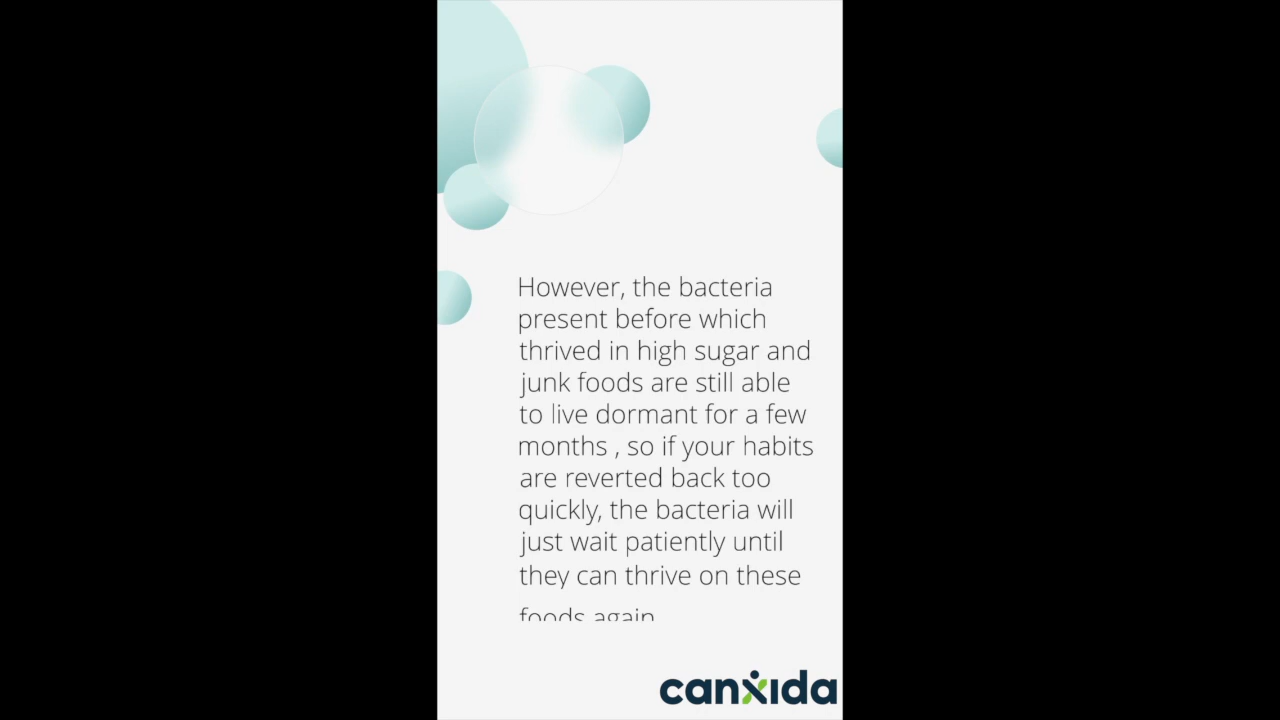 However, the bacteria
present before which
thrived in high sugar and
junk foods are still able
to live dormant for a few
months , so if your habits
are reverted back too
quickly, the bacteria will
just wait patiently until
they can thrive on these
foods again
canxida